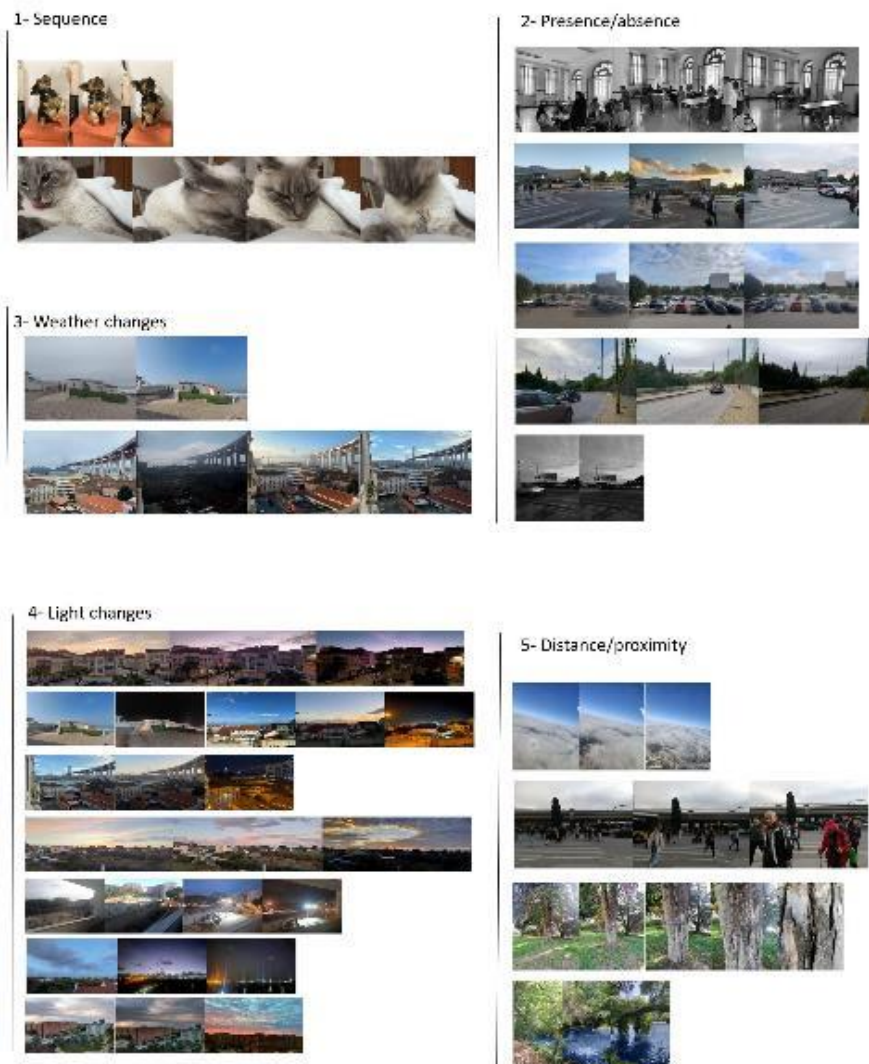 1- Sequence
2- Presence/absence
3- Weather changes
4- Light changes
5- Distance/proximity